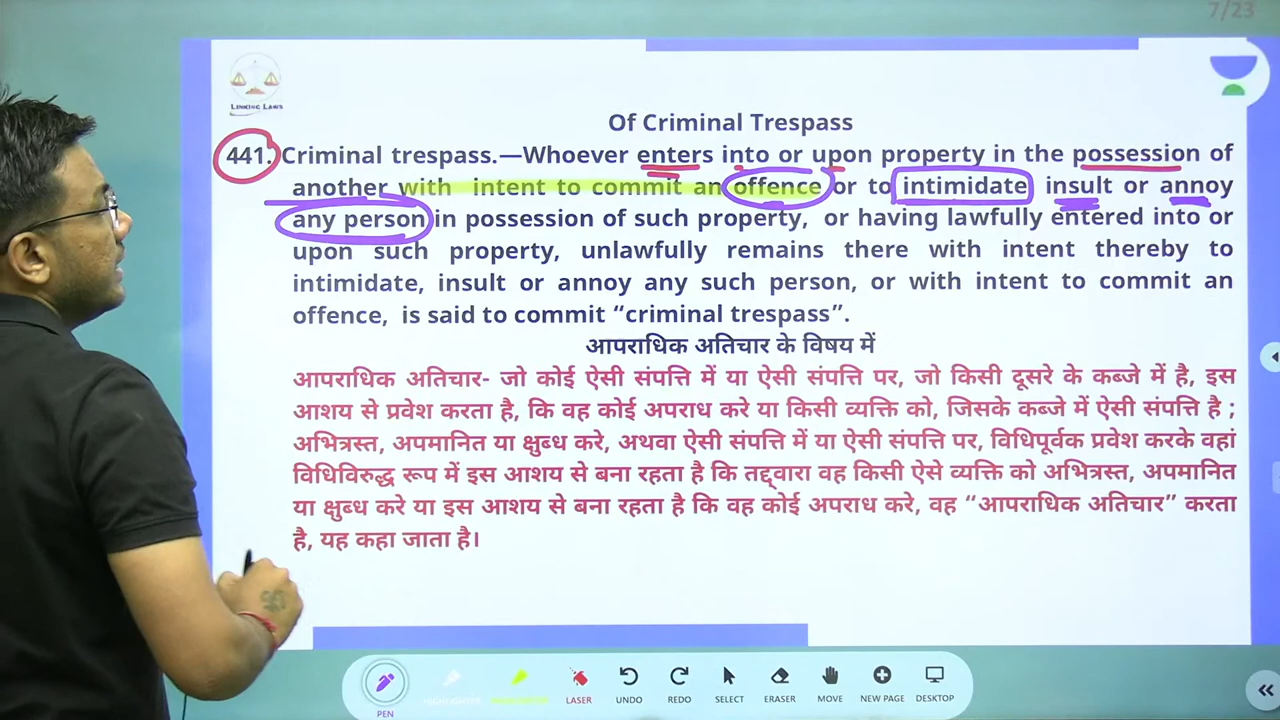 7/23
LINKING LAWS
Of Criminal Trespass
441. Criminal trespass.—Whoever enters into or upon property in the possession of
another with intent to commit an offence or to intimidate insult or annoy
any person in possession of such property, or having lawfully entered into or
upon such property, unlawfully remains there with intent thereby to
intimidate, insult or annoy any such person, or with intent to commit an
offence, is said to commit “criminal trespass”.
आपराधिक अतिचार के विषय में
आपराधिक अतिचार- जो कोई ऐसी संपत्ति में या ऐसी संपत्ति पर, जो किसी दूसरे के कब्जे में है, इस
आशय से प्रवेश करता है, कि वह कोई अपराध करे या किसी व्यक्ति को, जिसके कब्जे में ऐसी संपत्ति है ;
अभित्रस्त, अपमानित या क्षुब्ध करे, अथवा ऐसी संपत्ति में या ऐसी संपत्ति पर, विधिपूर्वक प्रवेश करके वहां
विधिविरुद्ध रूप में इस आशय से बना रहता है कि तद्द्वारा वह किसी ऐसे व्यक्ति को अभित्रस्त, अपमानित
या क्षुब्ध करे या इस आशय से बना रहता है कि वह कोई अपराध करे, वह “आपराधिक अतिचार” करता
है, यह कहा जाता है।
PEN LASER UNDO REDO SELECT ERASER MOVE NEW PAGE DESKTOP